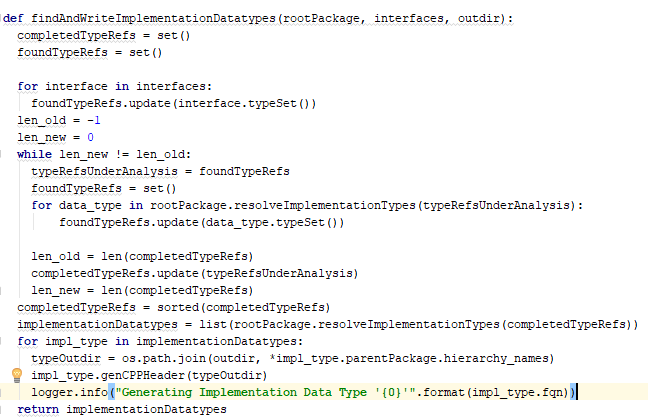 def findAndWriteImplementationDatatypes(rootPackage, interfaces, outdir):
completedTypeRefs = set()
foundTypeRefs = set()
for interface in interfaces:
foundTypeRefs.update(interface.typeSet())
len_old = -1
len_new = 0
while len_new != len_old:
typeRefsUnderAnalysis = foundTypeRefs
foundTypeRefs = set()
for data_type in rootPackage.resolveImplementationTypes(typeRefsUnderAnalysis):
foundTypeRefs.update(data_type.typeSet())
len_old = len(completedTypeRefs)
completedTypeRefs.update(typeRefsUnderAnalysis)
len_new = len(completedTypeRefs)
completedTypeRefs = sorted(completedTypeRefs)
implementationDatatypes = list(rootPackage.resolveImplementationTypes(completedTypeRefs))
for impl_type in implementationDatatypes:
typeOutdir = os.path.join(outdir, *impl_type.parentPackage.hierarchy_names)
impl_type.genCPPHeader(typeOutdir)
logger.info("Generating Implementation Data Type '{0}'".format(impl_type.fqn))
return implementationDatatypes